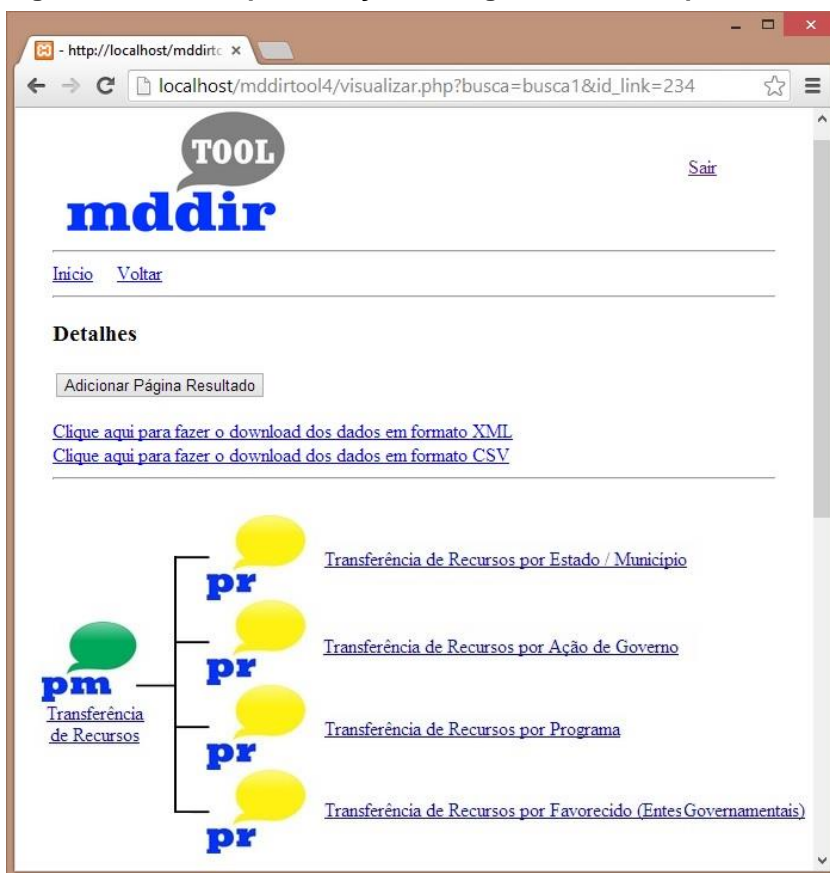 - http://localhost/mddirtc
localhost/mddirtool4/visualizar.php?busca=busca1&id_link=234
TOOL
mddir
Sair
Início Voltar
Detalhes
Adicionar Página Resultado
Clique aqui para fazer o download dos dados em formato XML
Clique aqui para fazer o download dos dados em formato CSV
pr
Transferência de Recursos por Estado / Município
pr
Transferência de Recursos por Ação de Governo
pm
Transferência
de Recursos
pr
Transferência de Recursos por Programa
pr
Transferência de Recursos por Favorecido (Entes Governamentais)